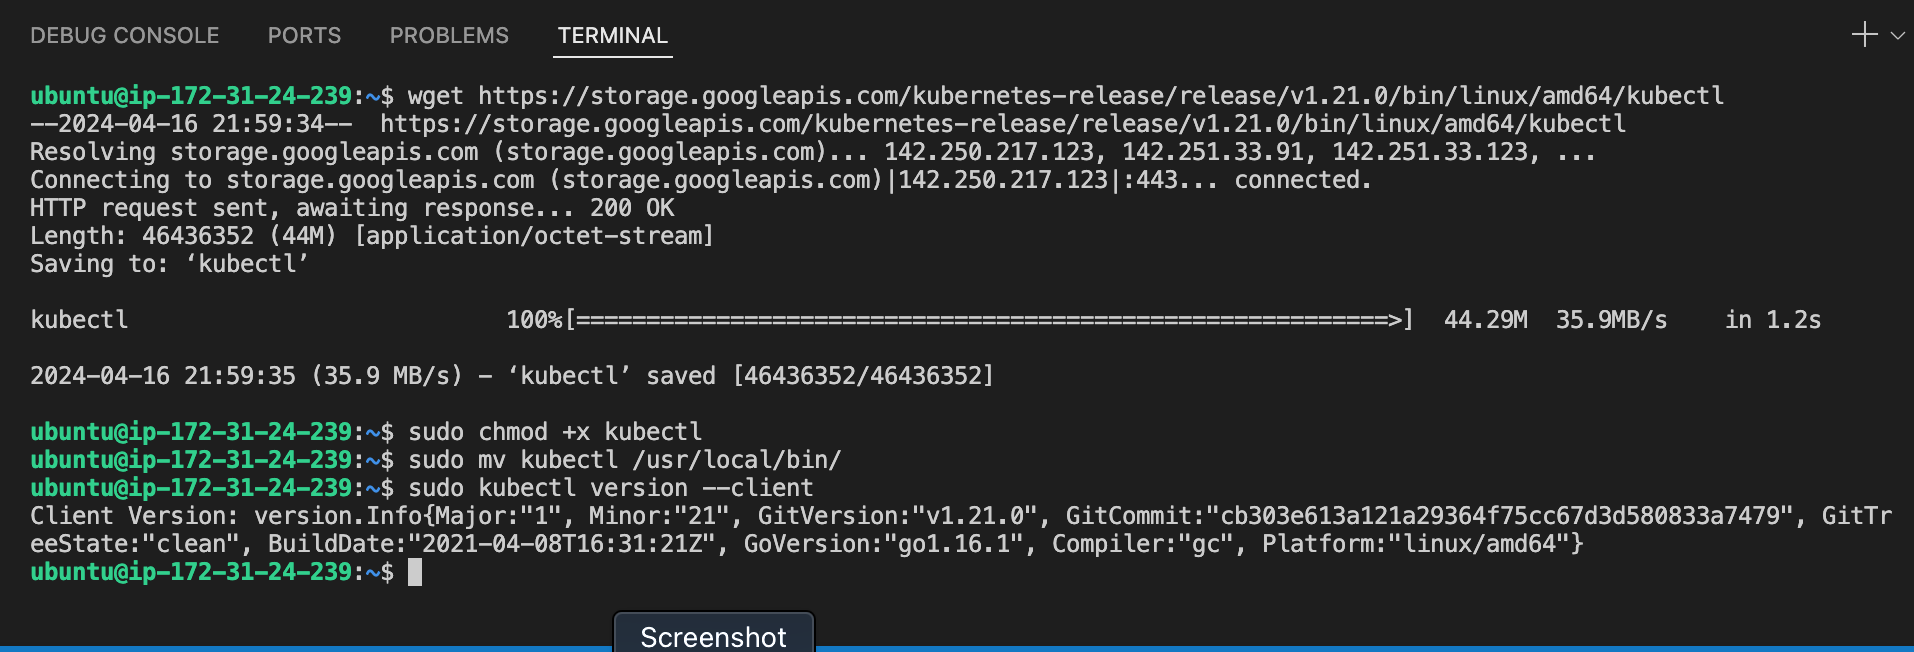 DEBUG CONSOLE PORTS PROBLEMS TERMINAL
ubuntu@ip-172-31-24-239:~$ wget https://storage.googleapis.com/kubernetes-release/release/v1.21.0/bin/linux/amd64/kubectl
--2024-04-16 21:59:34--  https://storage.googleapis.com/kubernetes-release/release/v1.21.0/bin/linux/amd64/kubectl
Resolving storage.googleapis.com (storage.googleapis.com)... 142.250.217.123, 142.251.33.91, 142.251.33.123, ...
Connecting to storage.googleapis.com (storage.googleapis.com)|142.250.217.123|:443... connected.
HTTP request sent, awaiting response... 200 OK
Length: 46436352 (44M) [application/octet-stream]
Saving to: ‘kubectl’
kubectl 100%[==========================================================>] 44.29M 35.9MB/s in 1.2s
2024-04-16 21:59:35 (35.9 MB/s) - ‘kubectl’ saved [46436352/46436352]
ubuntu@ip-172-31-24-239:~$ sudo chmod +x kubectl
ubuntu@ip-172-31-24-239:~$ sudo mv kubectl /usr/local/bin/
ubuntu@ip-172-31-24-239:~$ sudo kubectl version --client
Client Version: version.Info{Major:"1", Minor:"21", GitVersion:"v1.21.0", GitCommit:"cb303e613a121a29364f75cc67d3d580833a7479", GitTr
eeState:"clean", BuildDate:"2021-04-08T16:31:21Z", GoVersion:"go1.16.1", Compiler:"gc", Platform:"linux/amd64"}
ubuntu@ip-172-31-24-239:~$
Screenshot